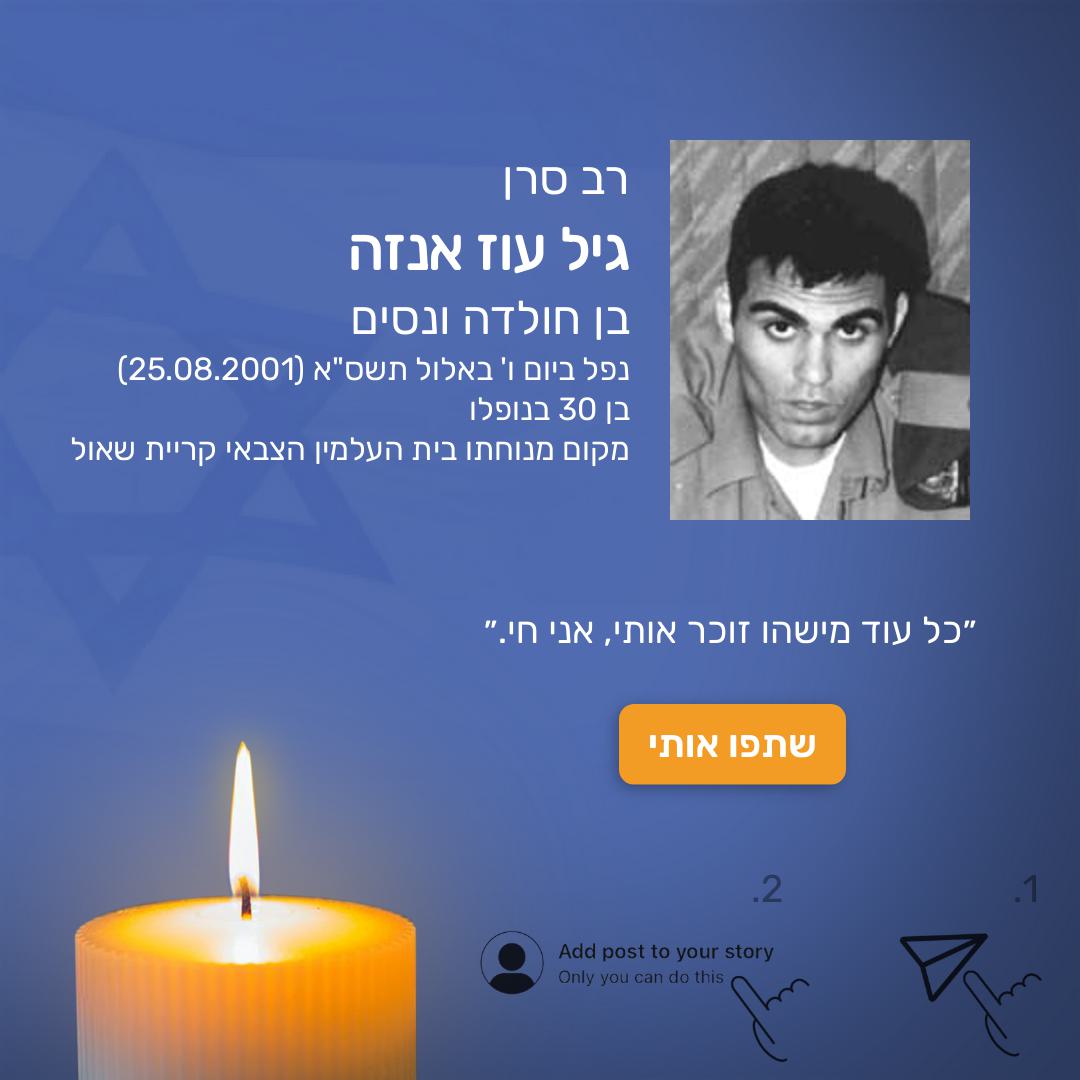 רב סרן
גיל עוז אנזה
בן חולדה ונסים
נפל ביום ו' באלול תשס"א (25.08.2001)
בן 30 בנופלו
מקום מנוחתו בית העלמין הצבאי קריית שאול
״כל עוד מישהו זוכר אותי, אני חי.״
שתפו אותי
.1
.2
Add post to your story
Only you can do this